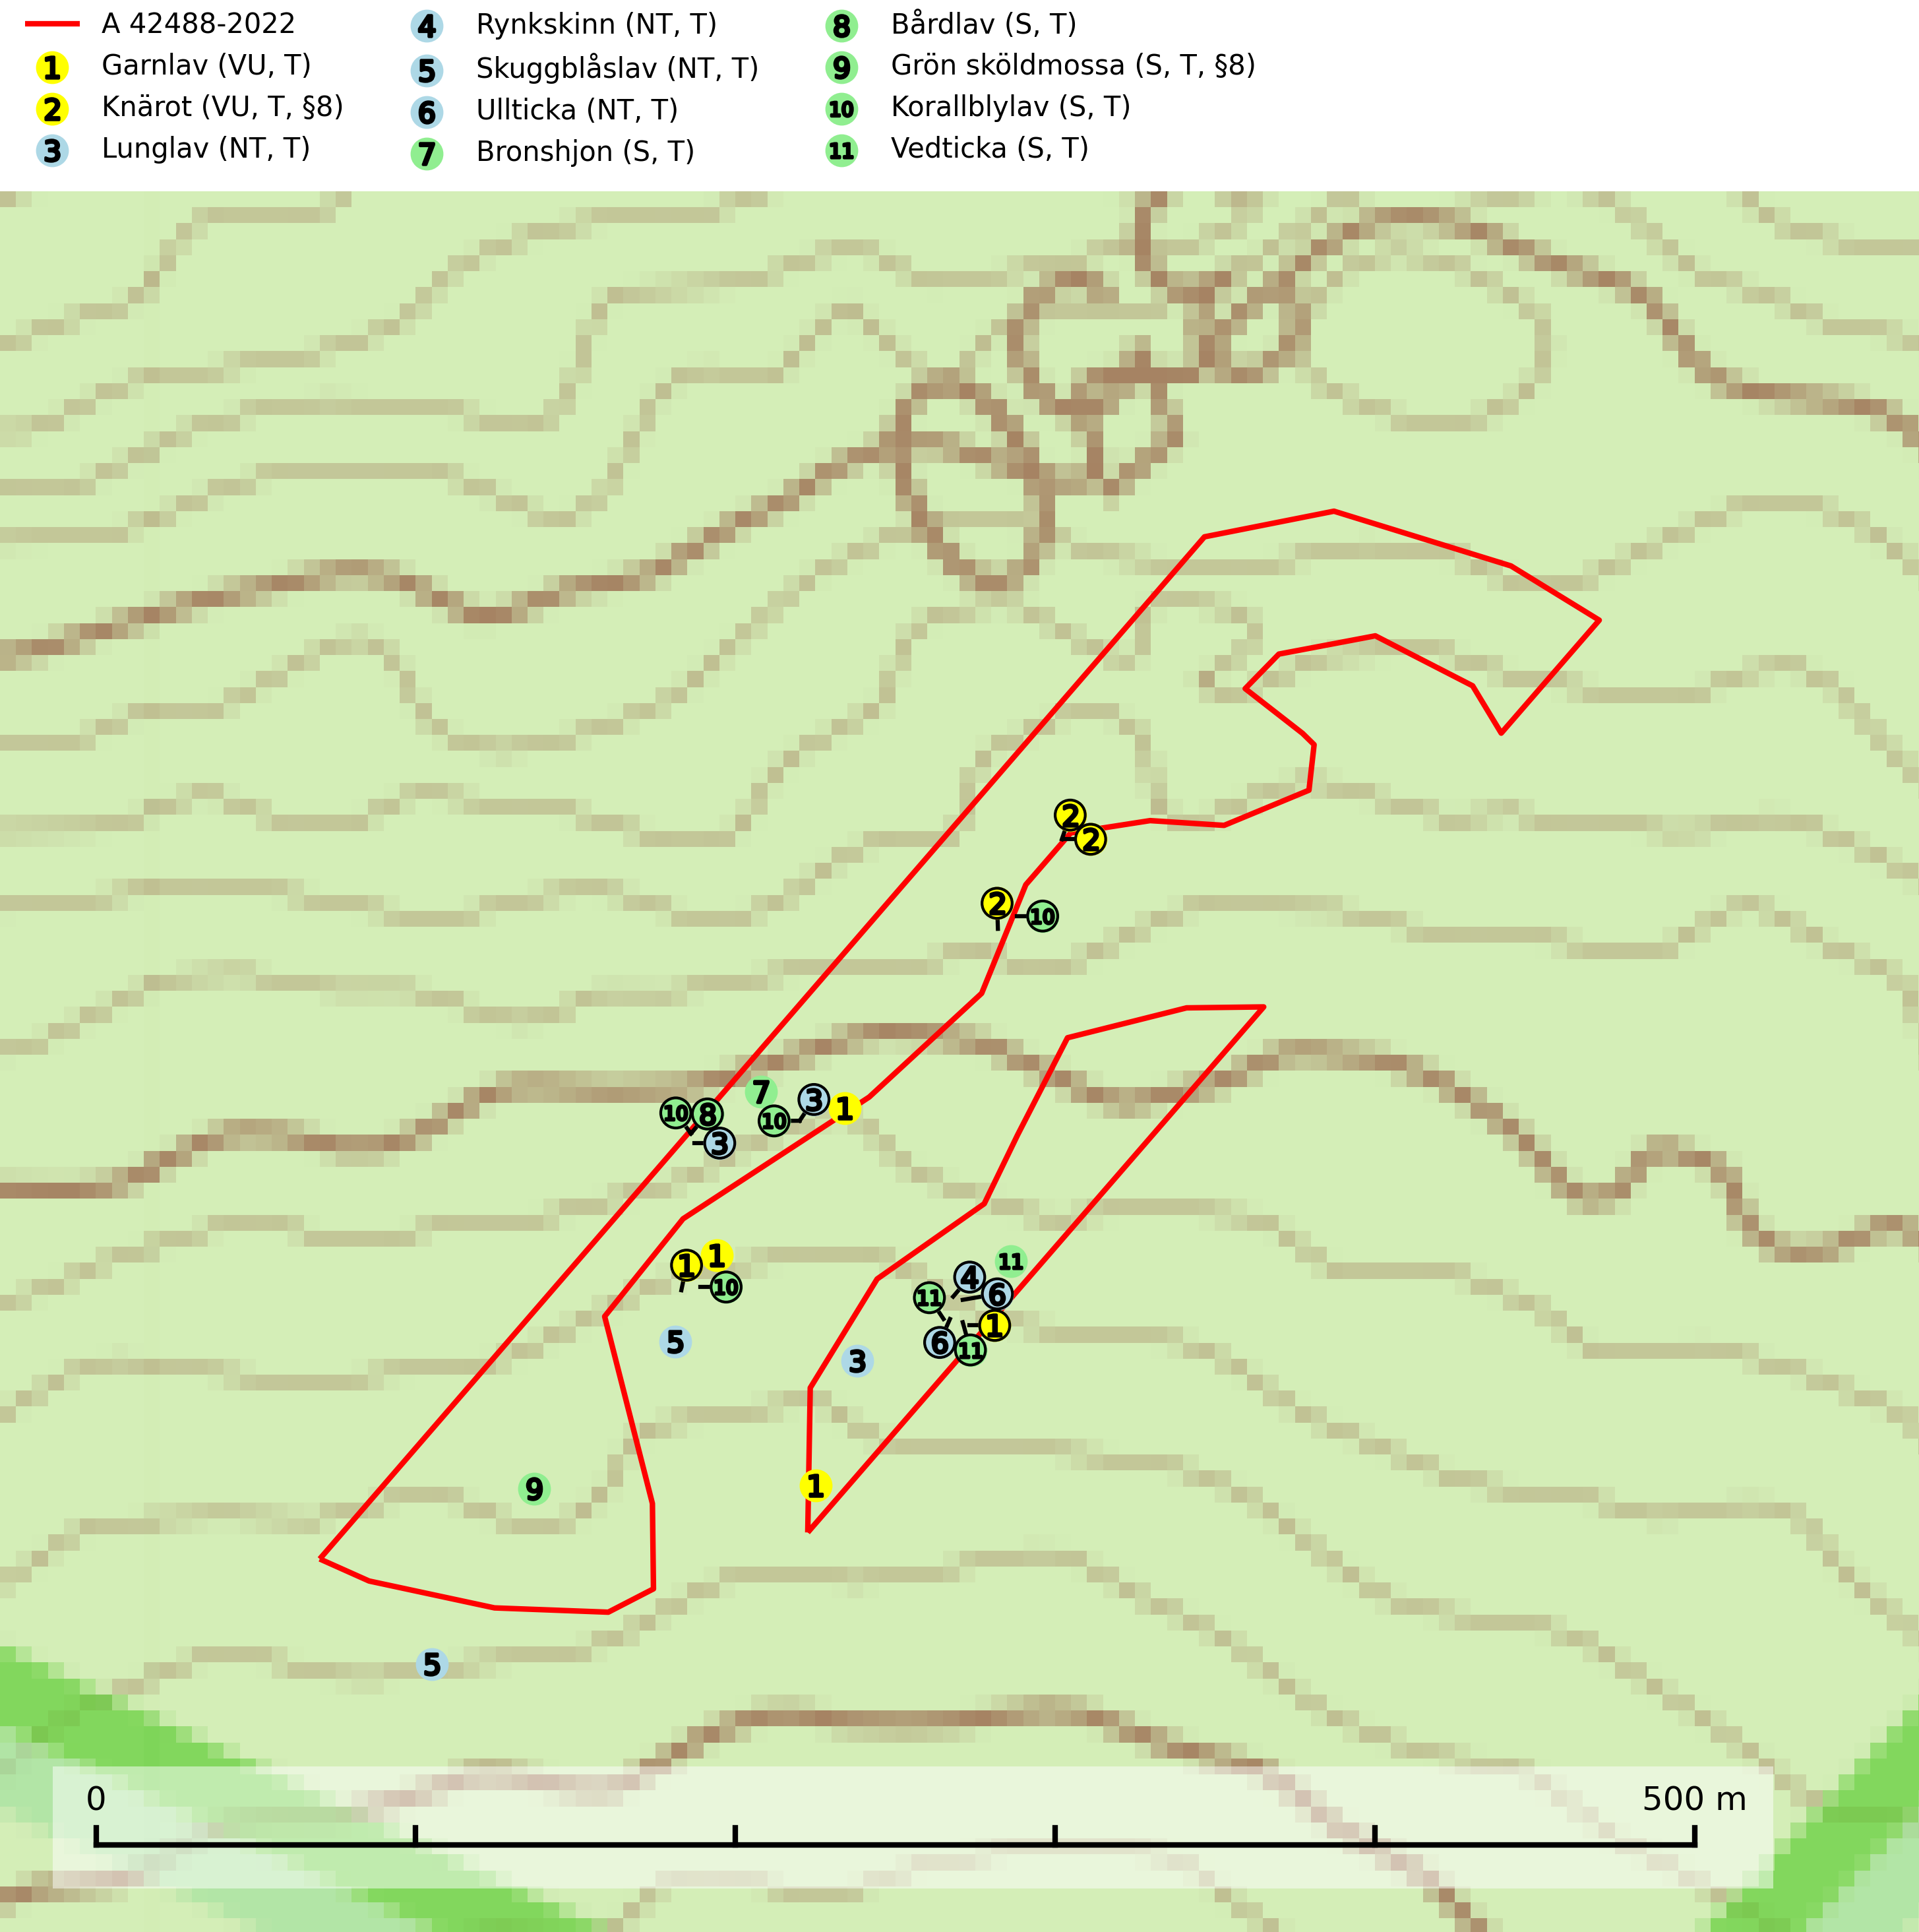 A 42488-2022
1 Garnlav (VU, T)
2 Knärot (VU, T, §8)
3 Lunglav (NT, T)
4 Rynkskinn (NT, T)
5 Skuggblåslav (NT, T)
6 Ullticka (NT, T)
7 Bronshjon (S, T)
8 Bårdlav (S, T)
9 Grön sköldmossa (S, T, §8)
10 Korallblylav (S, T)
11 Vedticka (S, T)
2
2
2 10
7 3 1
10 8 10
3
1 1
10
11
4 6
11
1
5 6 11
3
1
9
5
0 500 m